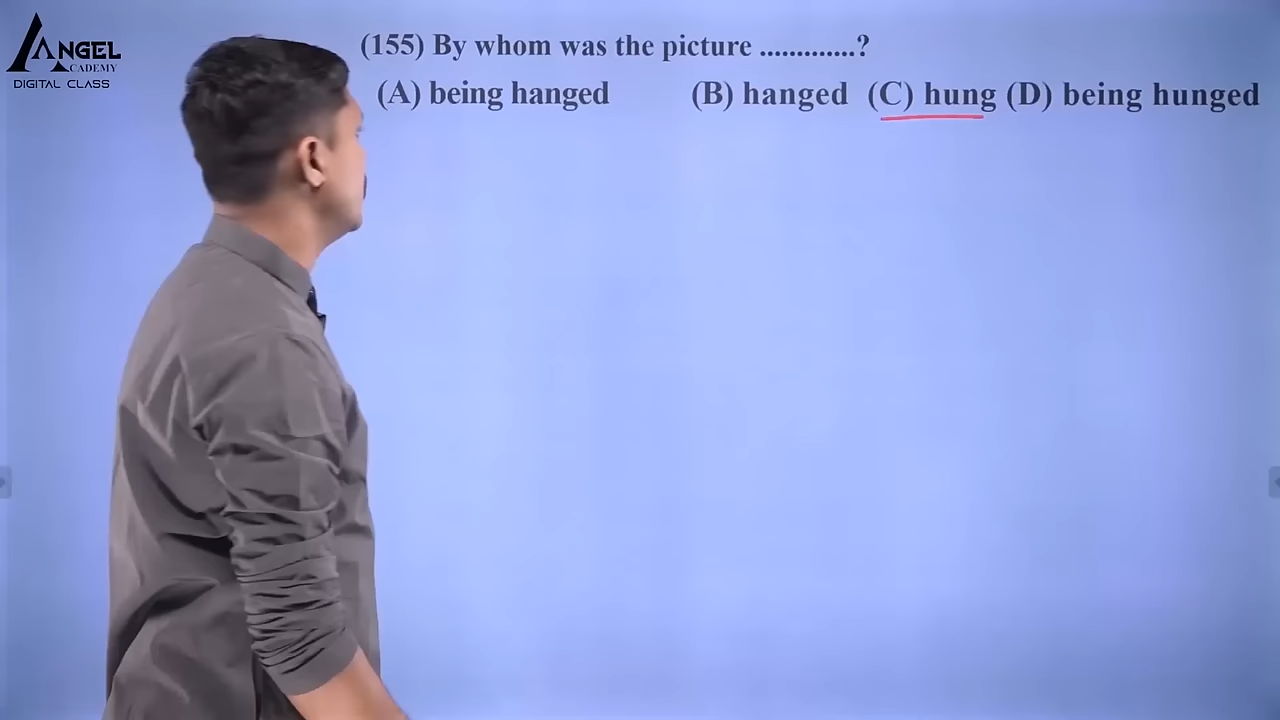 ANGEL
ACADEMY
DIGITAL CLASS
(155) By whom was the picture .............?
(A) being hanged (B) hanged (C) hung (D) being hunged